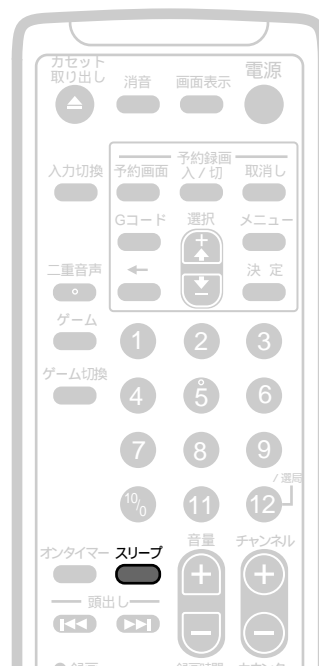 カセット
取り出し
消音
画面表示
電源
入力切換
予約録画
予約画面
入 / 切
取消し
Gコード
選択
メニュー
+
−
二重音声
決 定
ゲーム
1
2
3
ゲーム切換
4
5
6
7
8
9
/ 選局
10/0
11
12
オンタイマー
スリープ
音量
チャンネル
+
+
頭出し
−
−